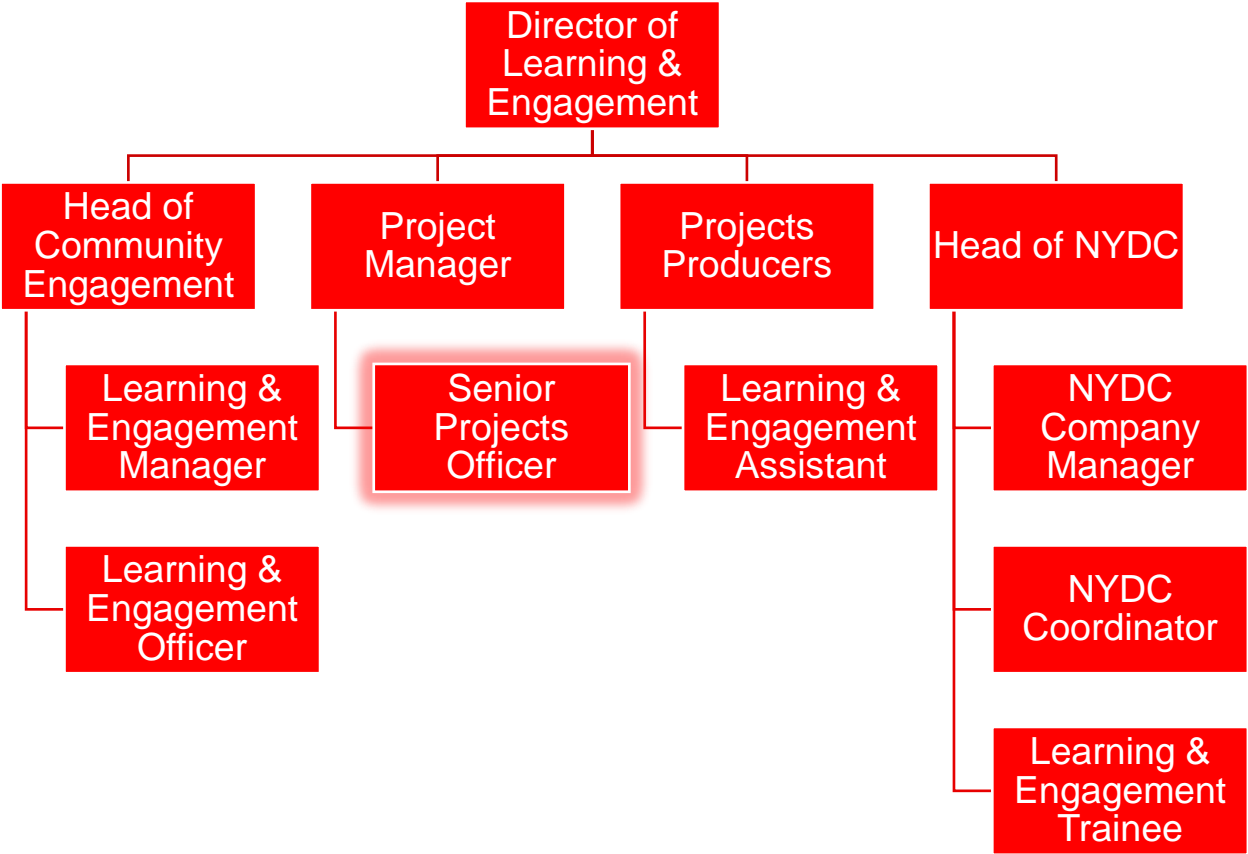 Director of
Learning &
Engagement
Head of
Community
Engagement
Project
Manager
Projects
Producers
Head of NYDC
Learning &
Engagement
Manager
Senior
Projects
Officer
Learning &
Engagement
Assistant
NYDC
Company
Manager
Learning &
Engagement
Officer
NYDC
Coordinator
Learning &
Engagement
Trainee